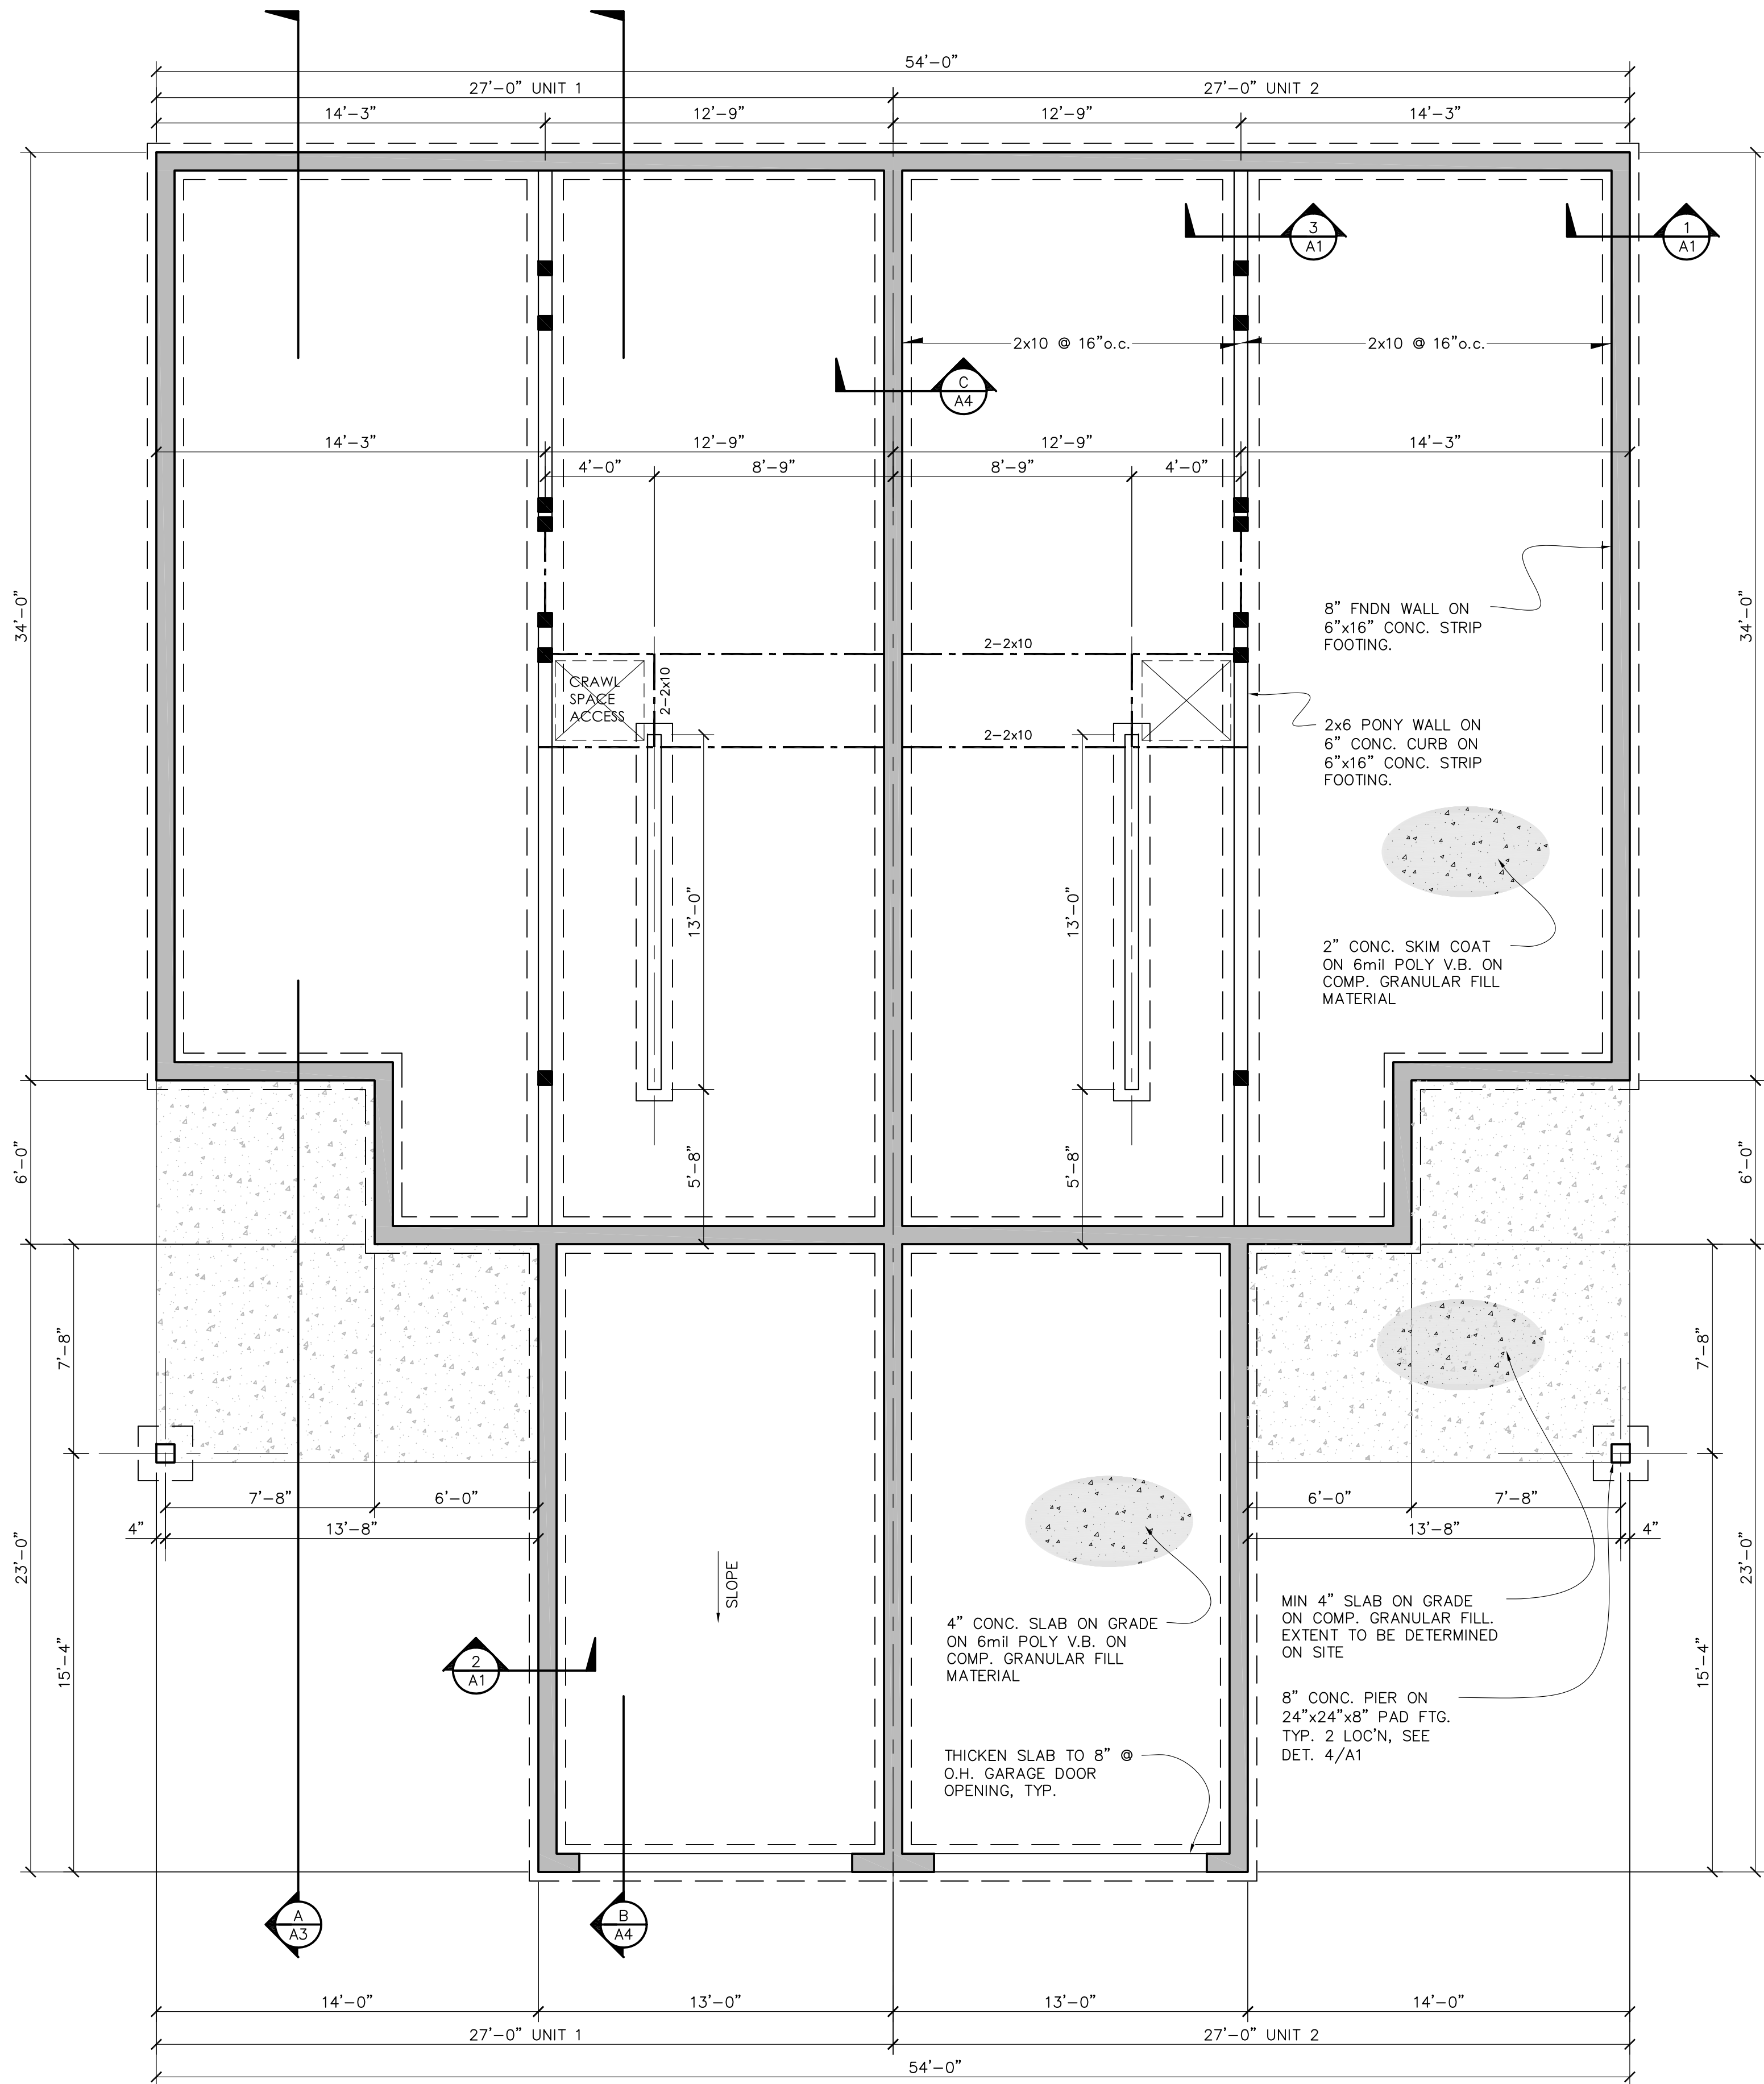 54'-0"
27'-0" UNIT 1
27'-0" UNIT 2
14'-3"
12'-9"
12'-9"
14'-3"
3
A1
1
A1
2x10 @ 16"o.c.
2x10 @ 16"o.c.
C
A4
14'-3"
12'-9"
12'-9"
14'-3"
4'-0"
8'-9"
8'-9"
4'-0"
34'-0"
34'-0"
8" FNDN WALL ON
6"x16" CONC. STRIP
FOOTING.
2-2x10
CRAWL
SPACE
ACCESS
2-2x10
2-2x10
2x6 PONY WALL ON
6" CONC. CURB ON
6"x16" CONC. STRIP
FOOTING.
13'-0"
13'-0"
2" CONC. SKIM COAT
ON 6mil POLY V.B. ON
COMP. GRANULAR FILL
MATERIAL
6'-0"
5'-8"
5'-8"
6'-0"
7'-8"
7'-8"
7'-8"
6'-0"
6'-0"
7'-8"
4"
13'-8"
13'-8"
4"
23'-0"
23'-0"
SLOPE
4" CONC. SLAB ON GRADE
ON 6mil POLY V.B. ON
COMP. GRANULAR FILL
MATERIAL
MIN 4" SLAB ON GRADE
ON COMP. GRANULAR FILL.
EXTENT TO BE DETERMINED
ON SITE
15'-4"
15'-4"
2
A1
8" CONC. PIER ON
24"x24"x8" PAD FTG.
TYP. 2 LOC'N, SEE
DET. 4/A1
THICKEN SLAB TO 8" @
O.H. GARAGE DOOR
OPENING, TYP.
A
A3
B
A4
14'-0"
13'-0"
13'-0"
14'-0"
27'-0" UNIT 1
27'-0" UNIT 2
54'-0"